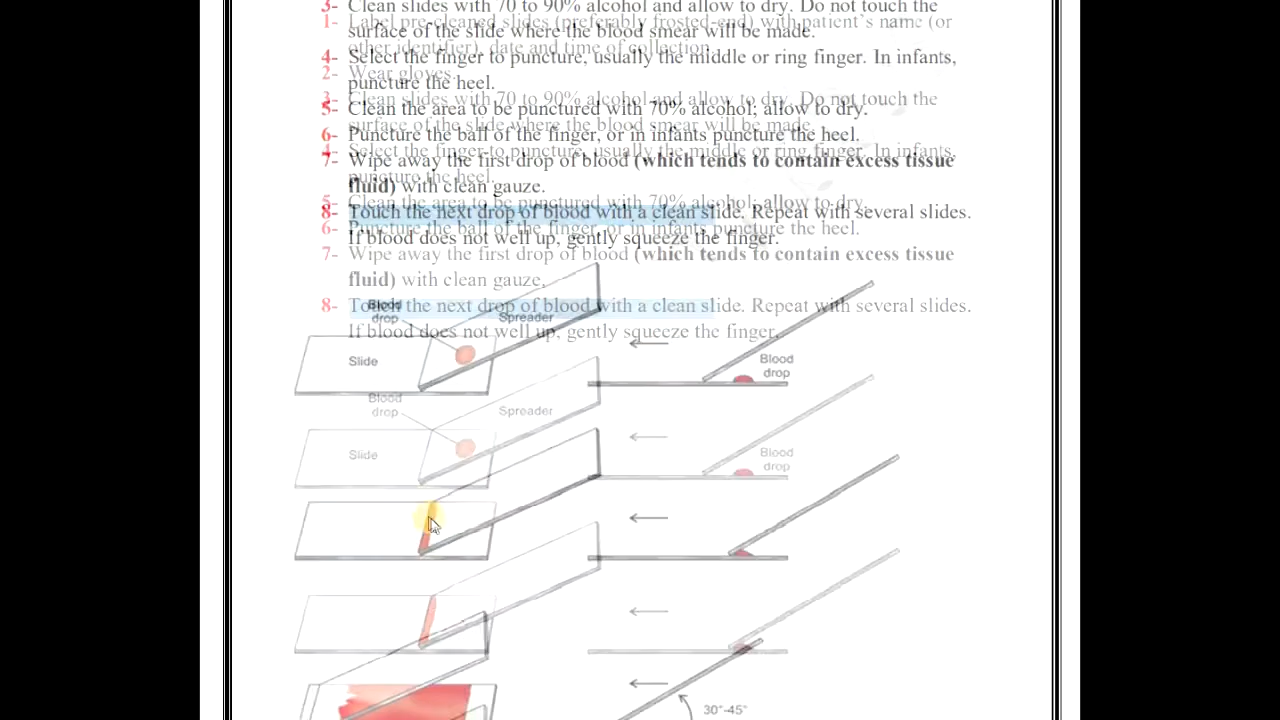 3- Clean slides with 70 to 90% alcohol and allow to dry. Do not touch the
1- Label pre-cleaned slides (preferably frosted-end) with patient's name (or
surface of the slide where the blood smear will be made.
other identifier), date and time of collection.
4- Select the finger to puncture, usually the middle or ring finger. In infants,
2- Wear gloves.
puncture the heel.
3- Clean slides with 70 to 90% alcohol and allow to dry. Do not touch the
5- Clean the area to be punctured with 70% alcohol; allow to dry.
surface of the slide where the blood smear will be made.
6- Puncture the ball of the finger, or in infants puncture the heel.
4- Select the finger to puncture, usually the middle or ring finger. In infants,
7- Wipe away the first drop of blood (which tends to contain excess tissue
puncture the heel.
fluid) with clean gauze.
5- Clean the area to be punctured with 70% alcohol; allow to dry.
8- Touch the next drop of blood with a clean slide. Repeat with several slides.
6- Puncture the ball of the finger, or in infants puncture the heel.
If blood does not well up, gently squeeze the finger.
7- Wipe away the first drop of blood (which tends to contain excess tissue
fluid) with clean gauze.
8- Touch the next drop of blood with a clean slide. Repeat with several slides.
If blood does not well up, gently squeeze the finger.
Blood
drop
Spreader
Slide
Blood
drop
Blood
drop
Spreader
Slide
Blood
drop
30°-45°